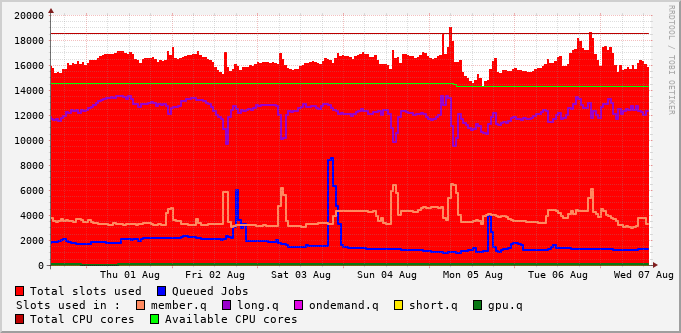 RRDTOOL / TOBI OETIKER
20000
18000
16000
14000
12000
10000
8000
6000
4000
2000
0
Thu 01 Aug Fri 02 Aug Sat 03 Aug Sun 04 Aug Mon 05 Aug Tue 06 Aug Wed 07 Aug
Total slots used Queued Jobs
Slots used in : member.q long.q ondemand.q short.q gpu.q
Total CPU cores Available CPU cores